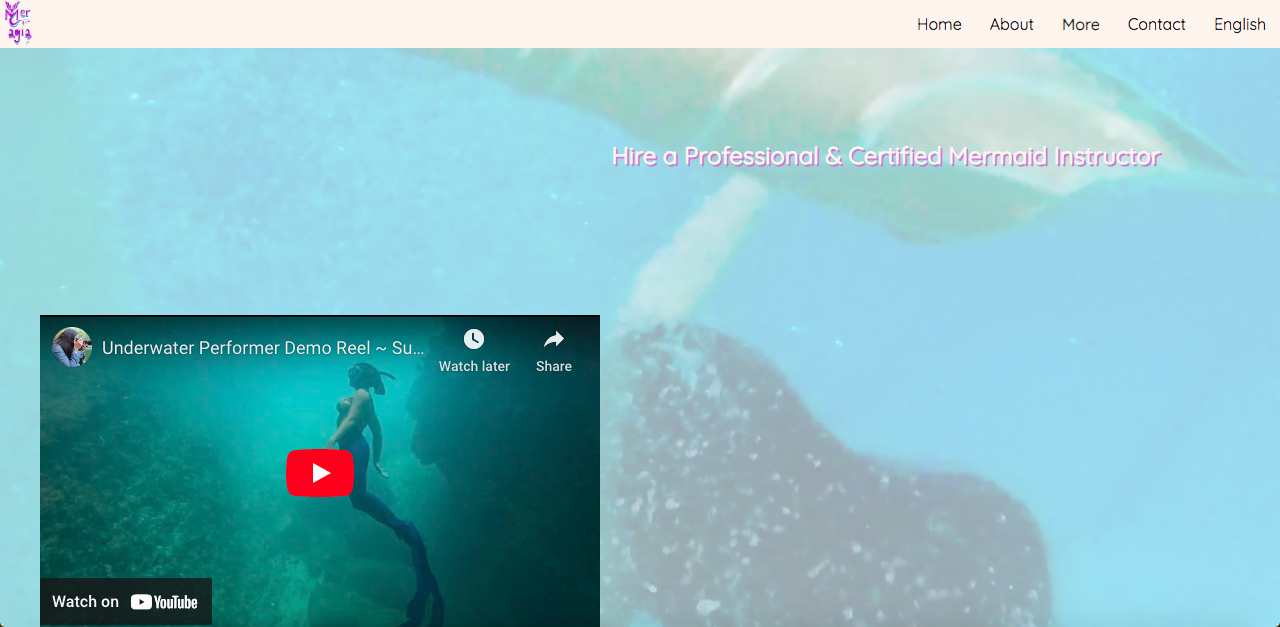 Mer
Home About More Contact English
Hire a Professional & Certified Mermaid Instructor
Underwater Performer Demo Reel ~ Su...
Watch later
Share
Watch on YouTube